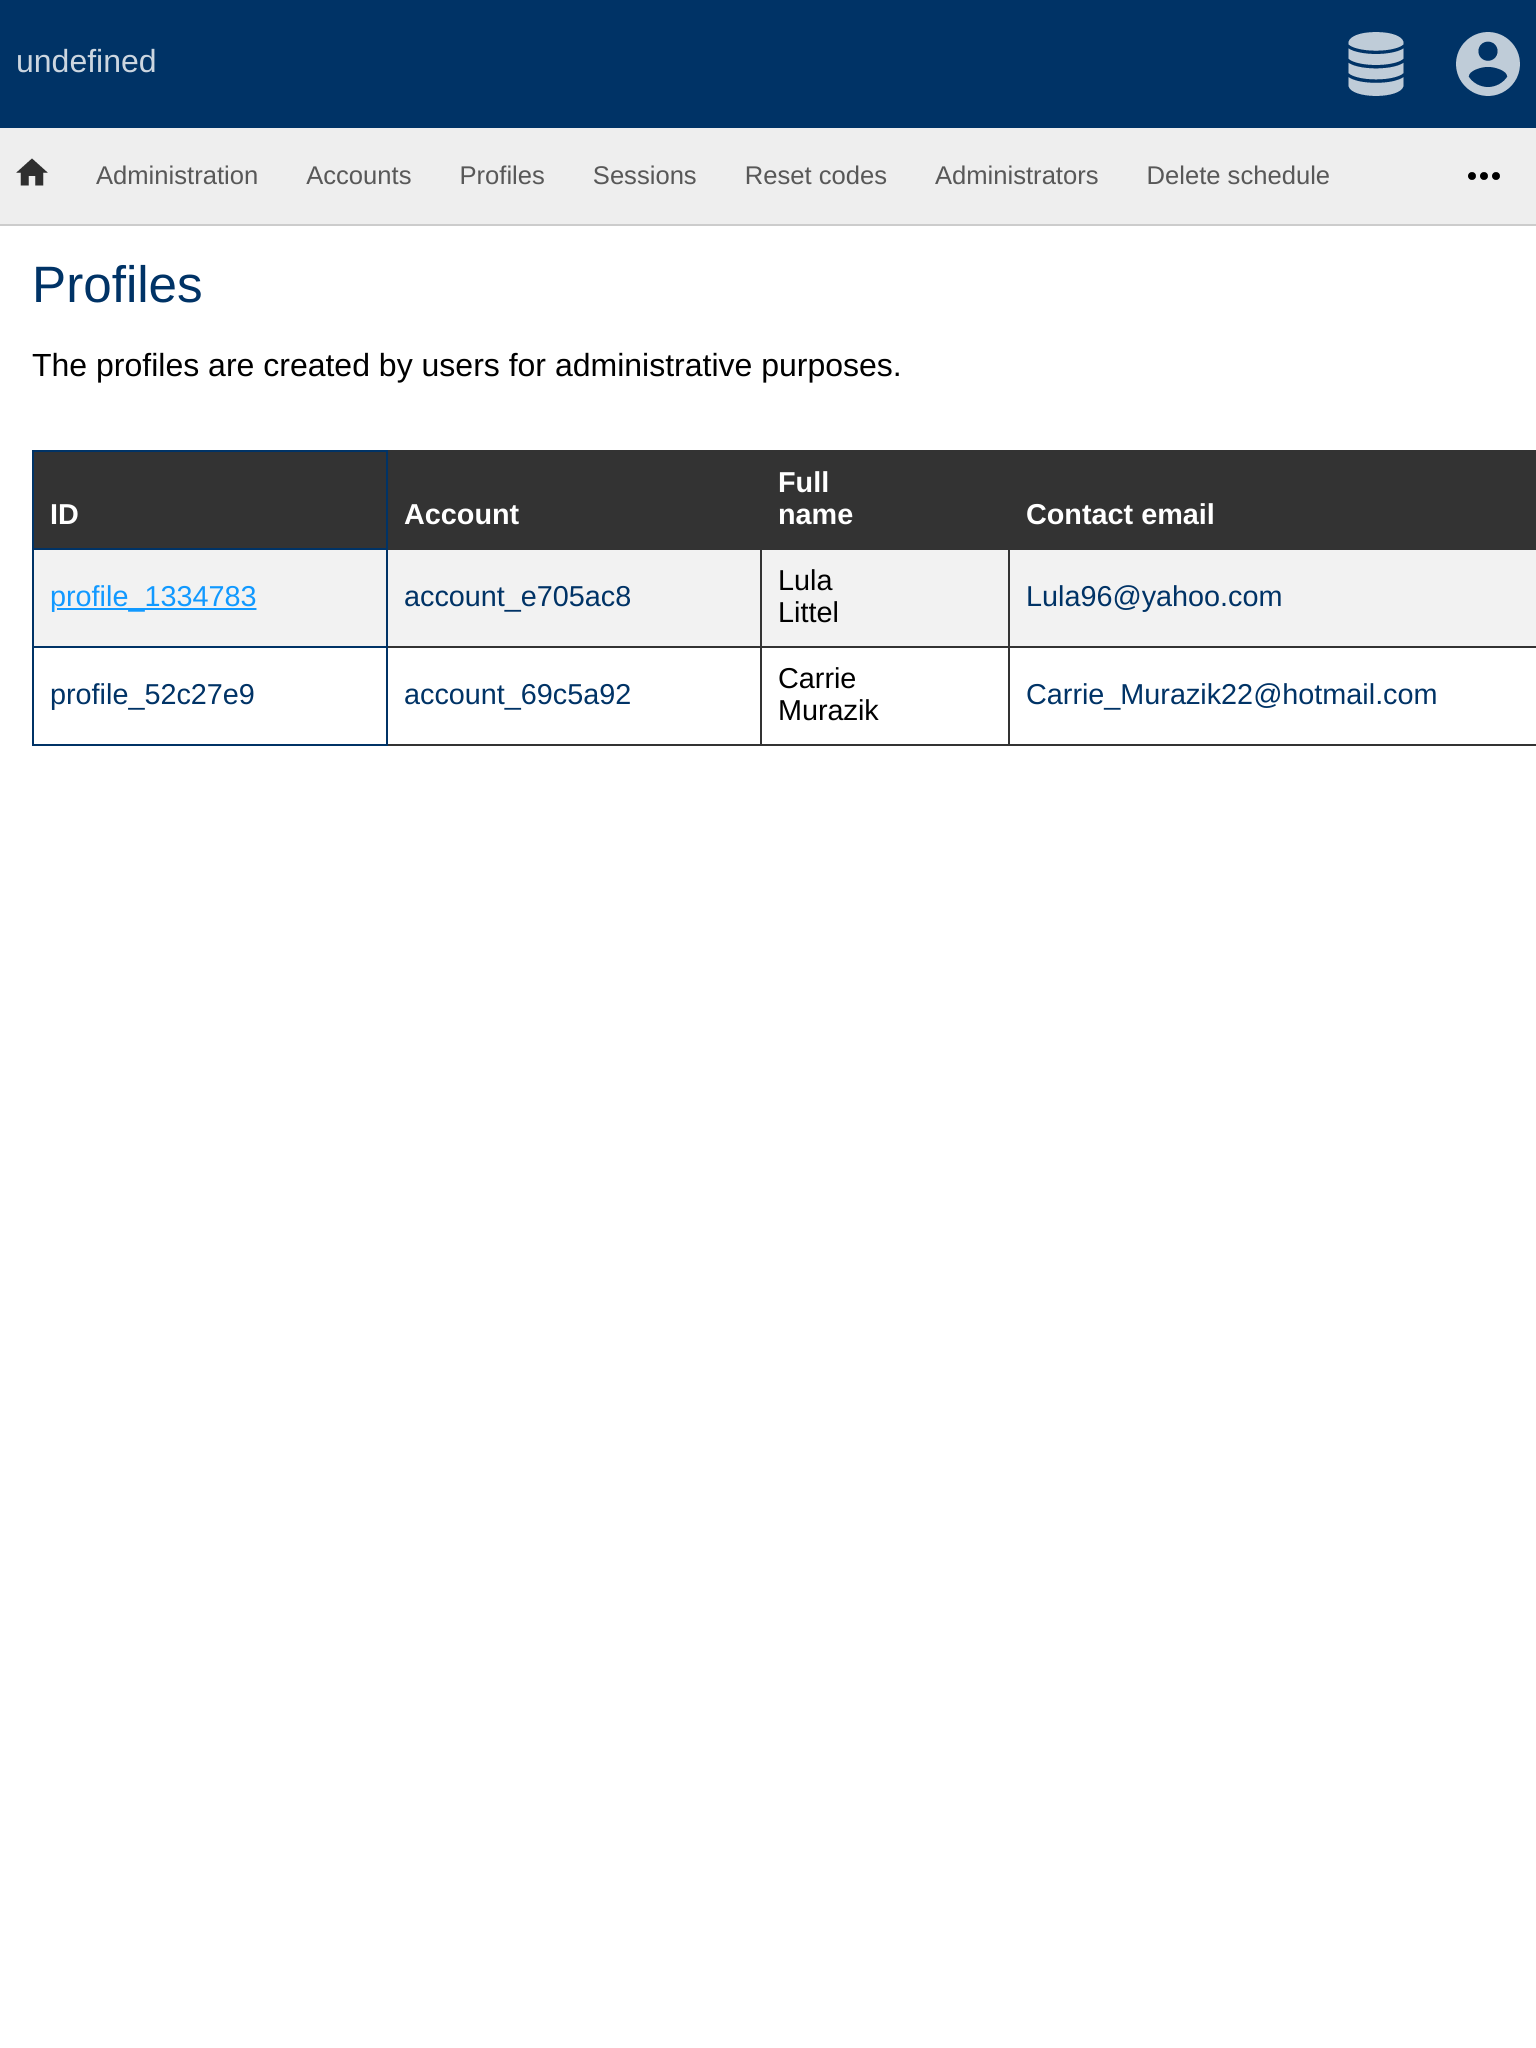 undefined
Administration Accounts Profiles Sessions Reset codes Administrators Delete schedule
Profiles
The profiles are created by users for administrative purposes.
ID Account Full name Contact email
profile_1334783 account_e705ac8 Lula Littel Lula96@yahoo.com
profile_52c27e9 account_69c5a92 Carrie Murazik Carrie_Murazik22@hotmail.com